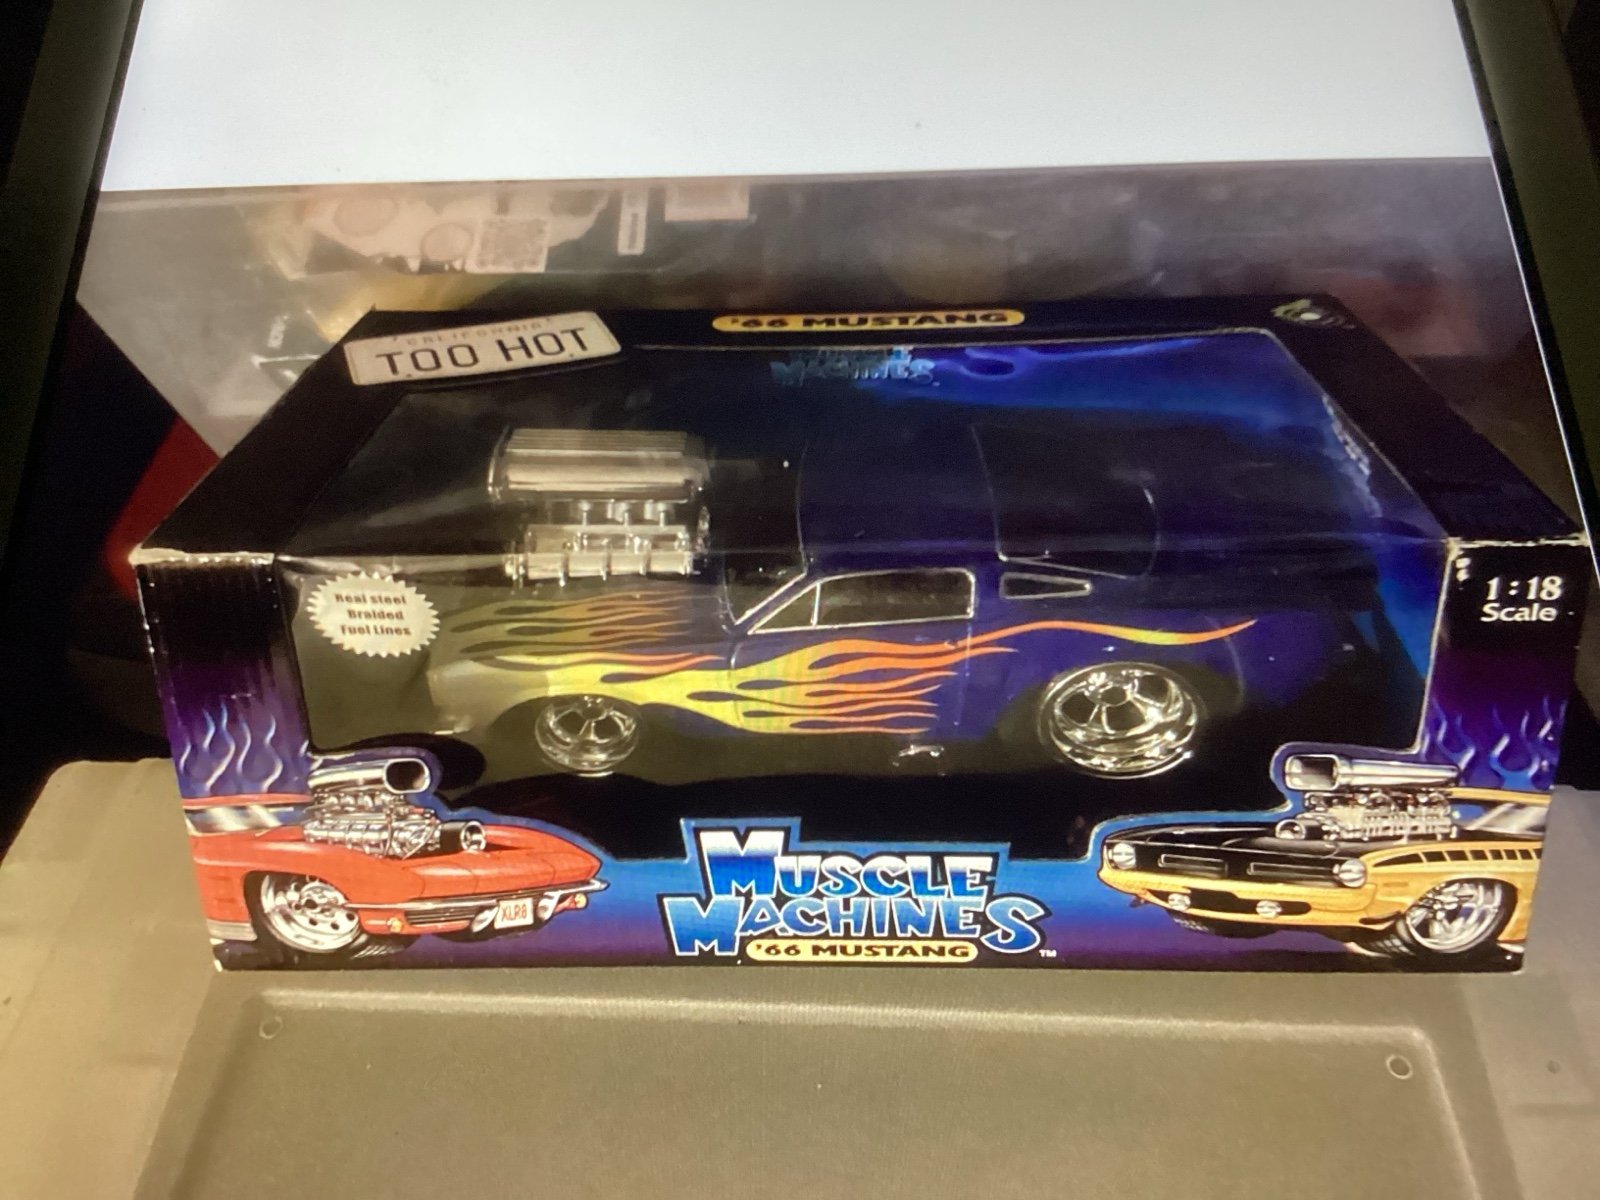 CALIFORNIA
TOO HOT
'66 MUSTANG
MUSCLE
MACHINES
Real steel
Braided
Fuel Lines
1:18
Scale
XLR8
MUSCLE
MACHINES
'66 MUSTANG
TM